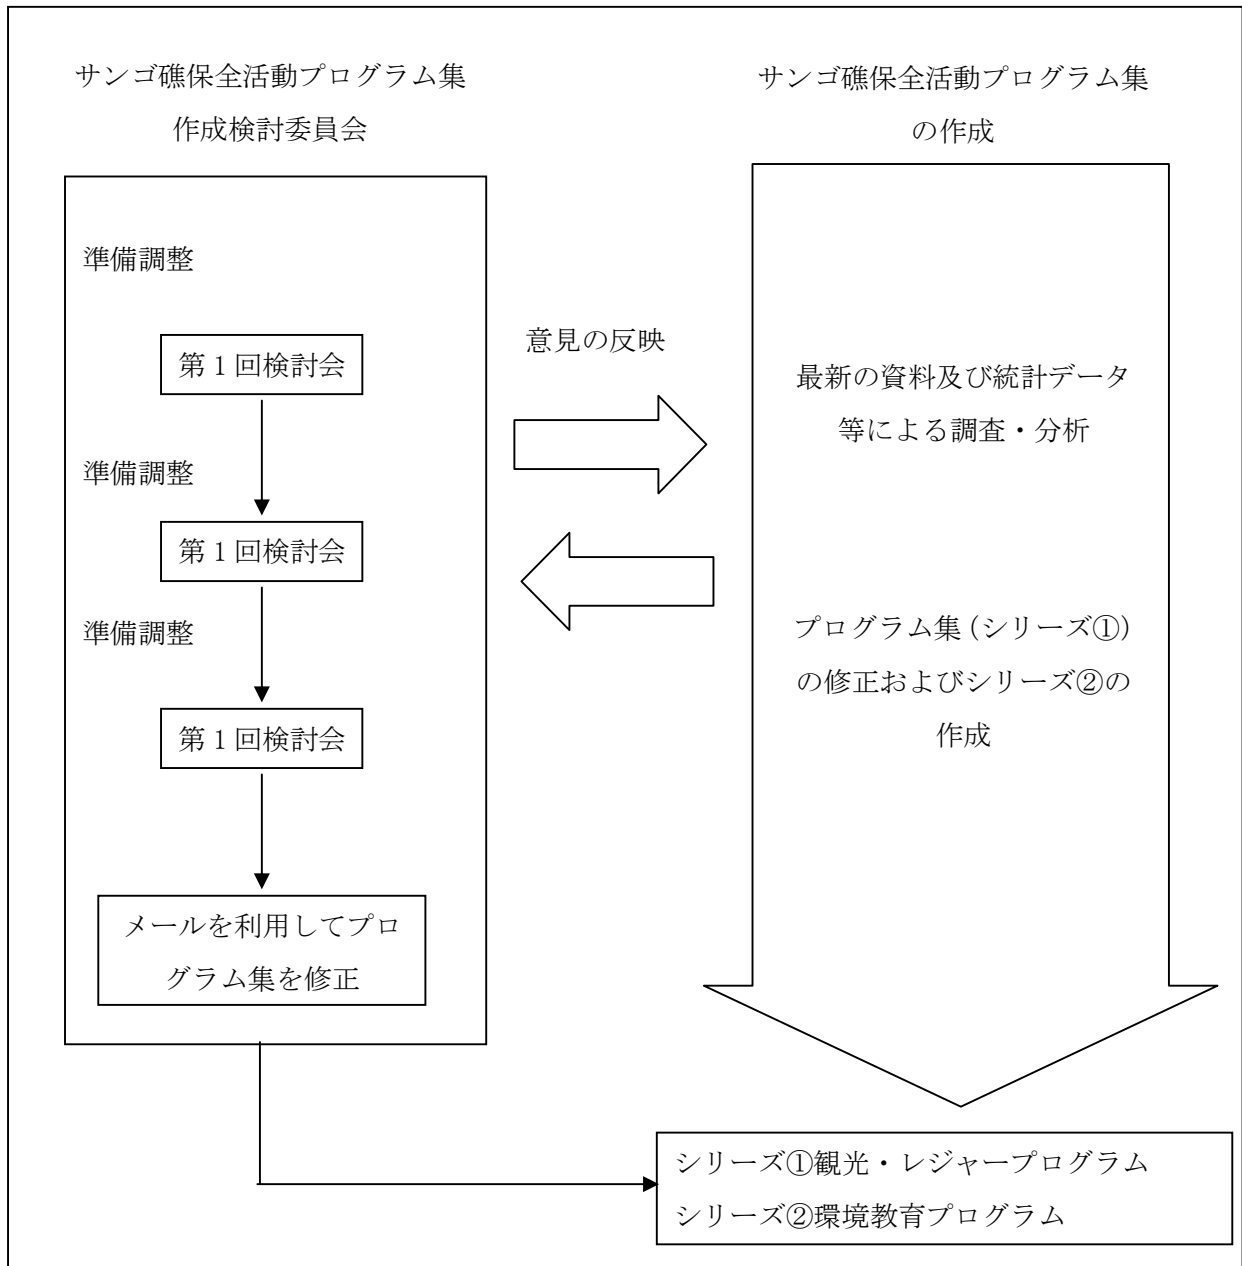 サンゴ礁保全活動プログラム集
作成検討委員会
準備調整
第1回検討会
準備調整
第1回検討会
準備調整
第1回検討会
メールを利用してプロ
グラム集を修正
意見の反映
サンゴ礁保全活動プログラム集
の作成
最新の資料及び統計データ
等による調査・分析
プログラム集(シリーズ①)
の修正およびシリーズ②の
作成
シリーズ①観光・レジャープログラム
シリーズ②環境教育プログラム